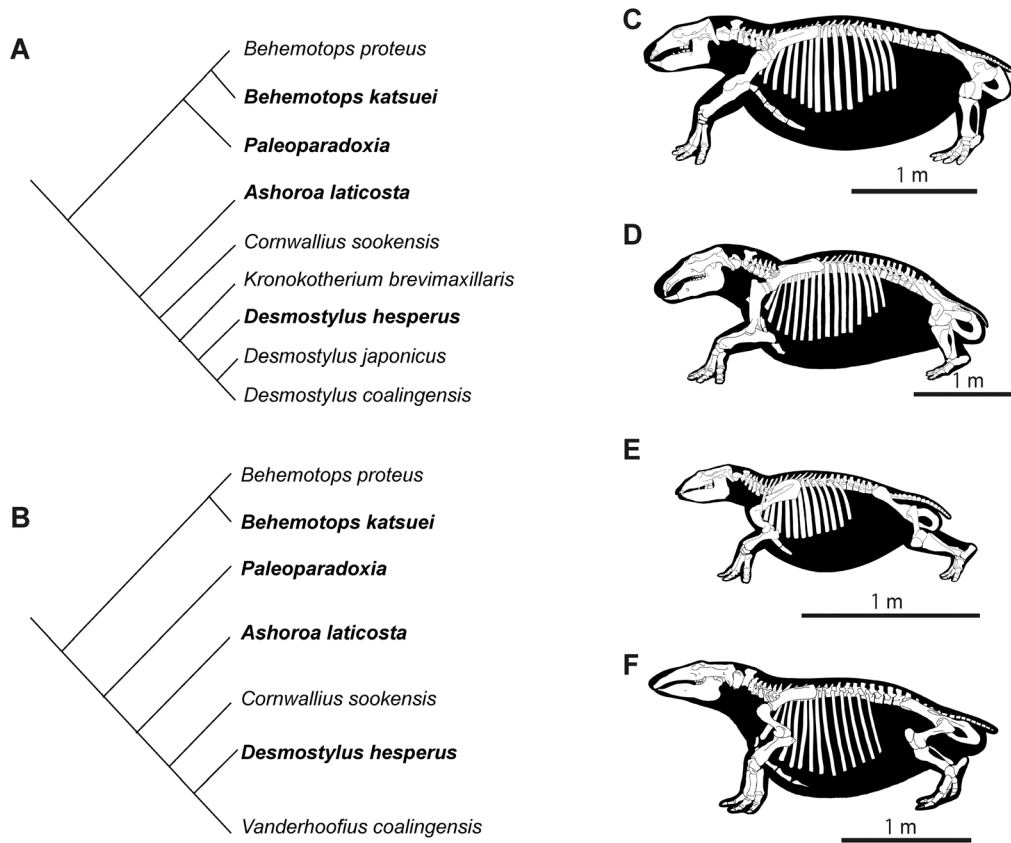 A
Behemotops proteus
Behemotops katsuei
Paleoparadoxia
Ashoroa laticosta
Cornwallius sookensis
Kronokotherium brevimaxillaris
Desmostylus hesperus
Desmostylus japonicus
Desmostylus coalingensis
B
Behemotops proteus
Behemotops katsuei
Paleoparadoxia
Ashoroa laticosta
Cornwallius sookensis
Desmostylus hesperus
Vanderhoofius coalingensis
C
1 m
D
1 m
E
1 m
F
1 m